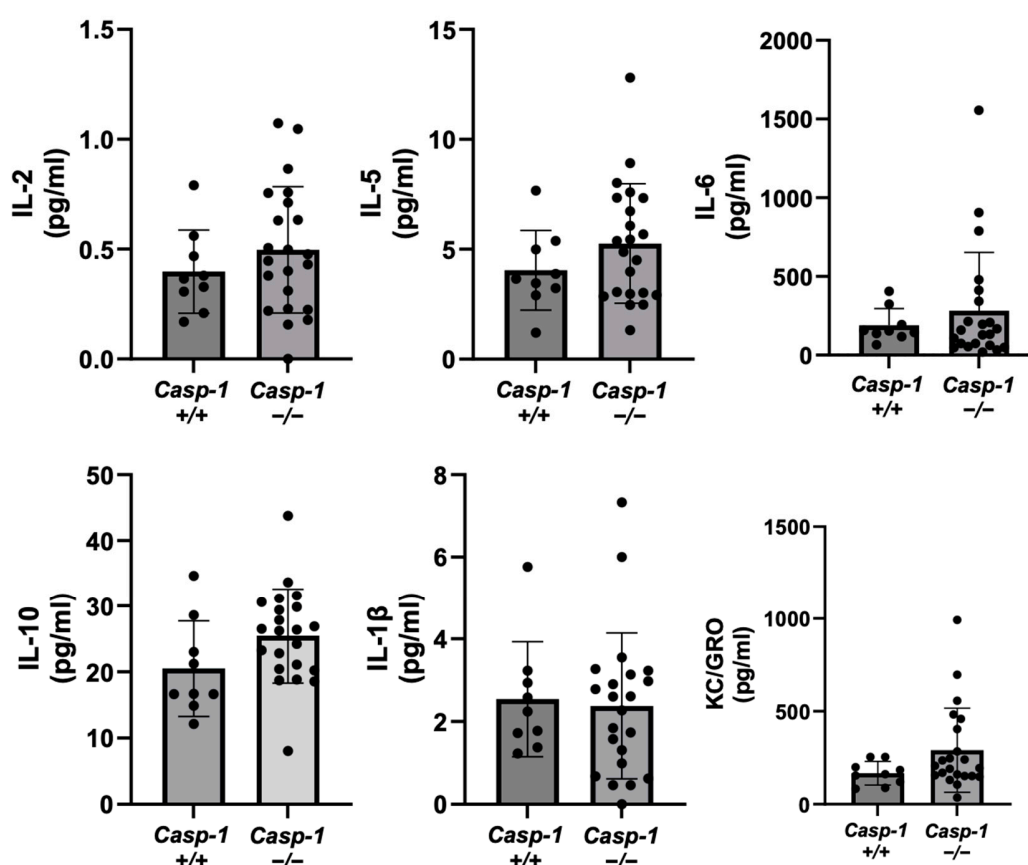 IL-2
(pg/ml)
1.5
1.0
0.5
0.0
Casp-1
+/+
Casp-1
−/−
IL-5
(pg/ml)
15
10
5
0
Casp-1
+/+
Casp-1
−/−
IL-6
(pg/ml)
2000
1500
1000
500
0
Casp-1
+/+
Casp-1
−/−
IL-10
(pg/ml)
50
40
30
20
10
0
Casp-1
+/+
Casp-1
−/−
IL-1β
(pg/ml)
8
6
4
2
0
Casp-1
+/+
Casp-1
−/−
KC/GRO
(pg/ml)
1500
1000
500
0
Casp-1
+/+
Casp-1
−/−